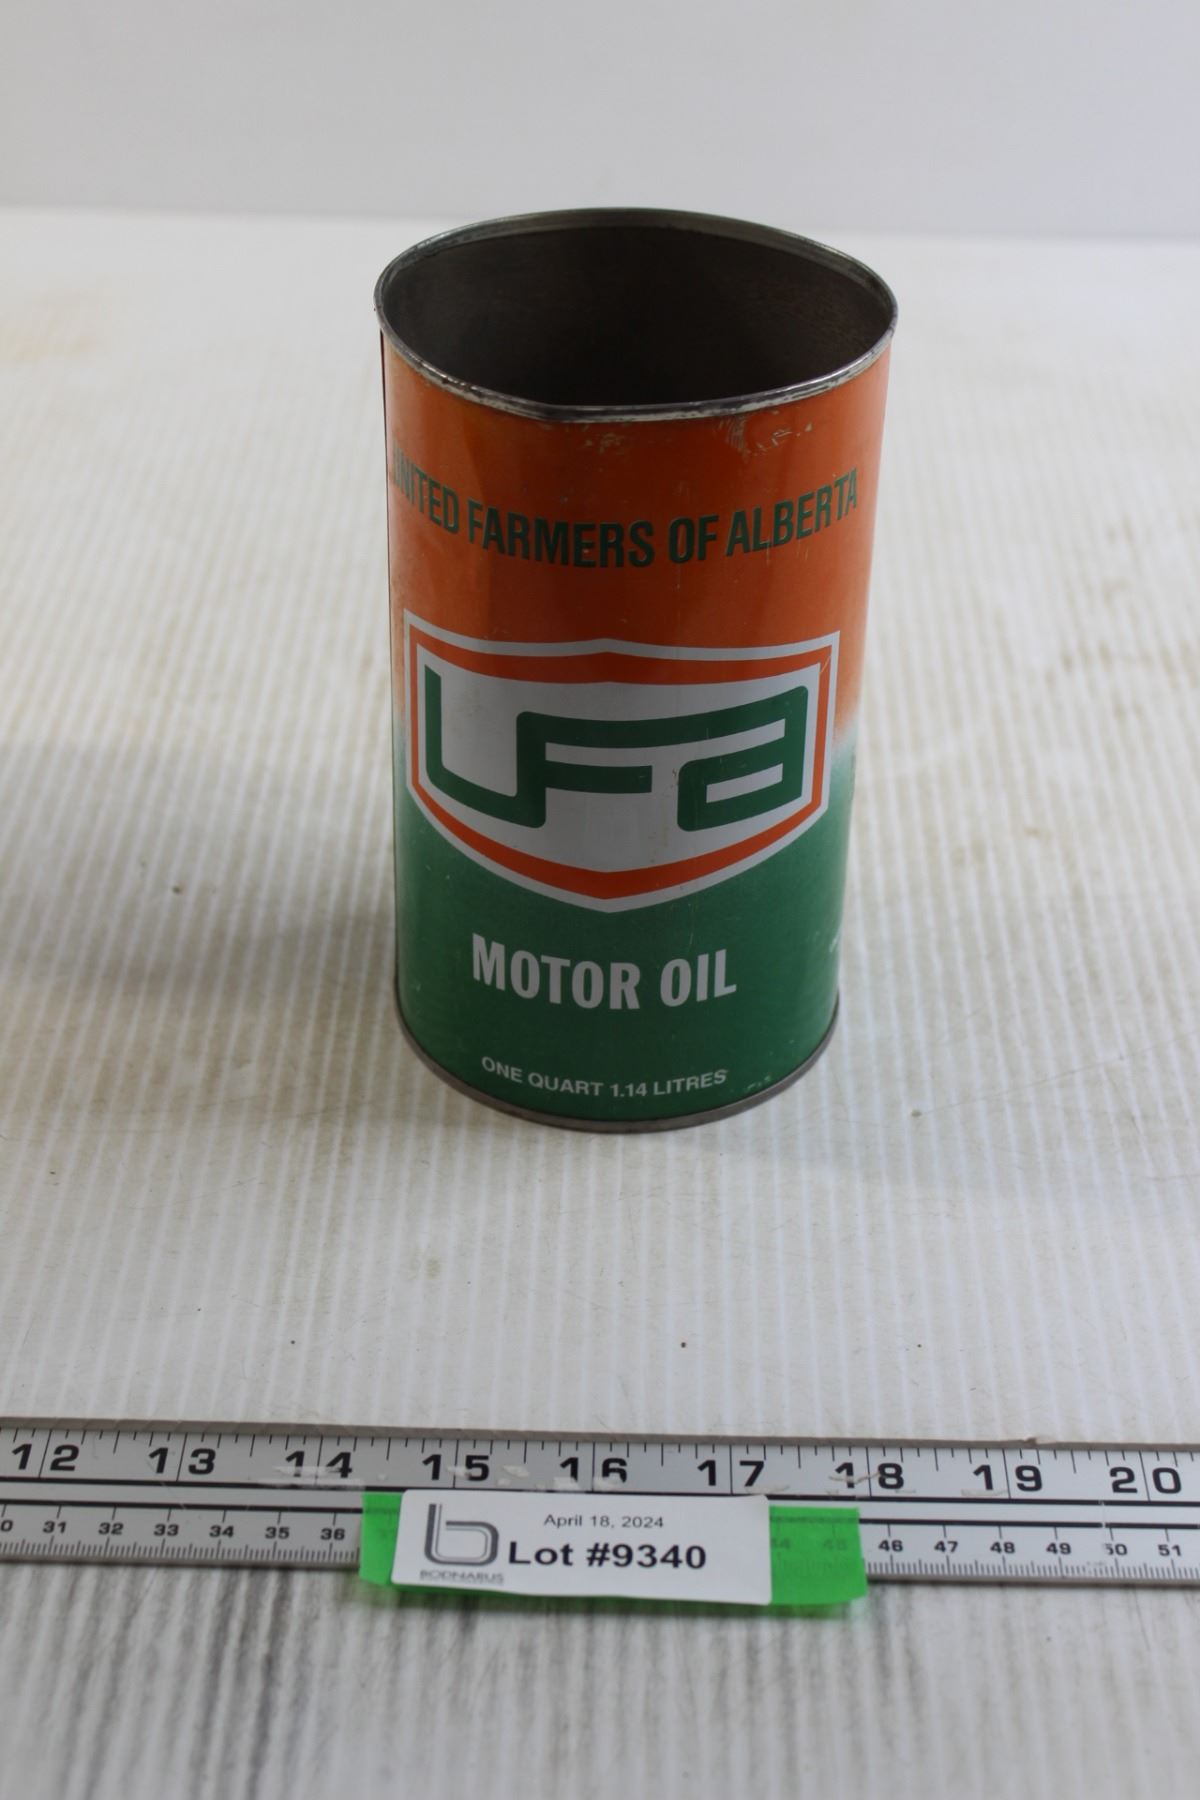 UNITED FARMERS OF ALBERTA
UFA
MOTOR OIL
ONE QUART 1.14 LITRES
12 13 14 15 16 17 18 19 20
31 32 33 34 35 36 46 47 48 49 50 51
April 18, 2024
Lot #9340
BODNARUS